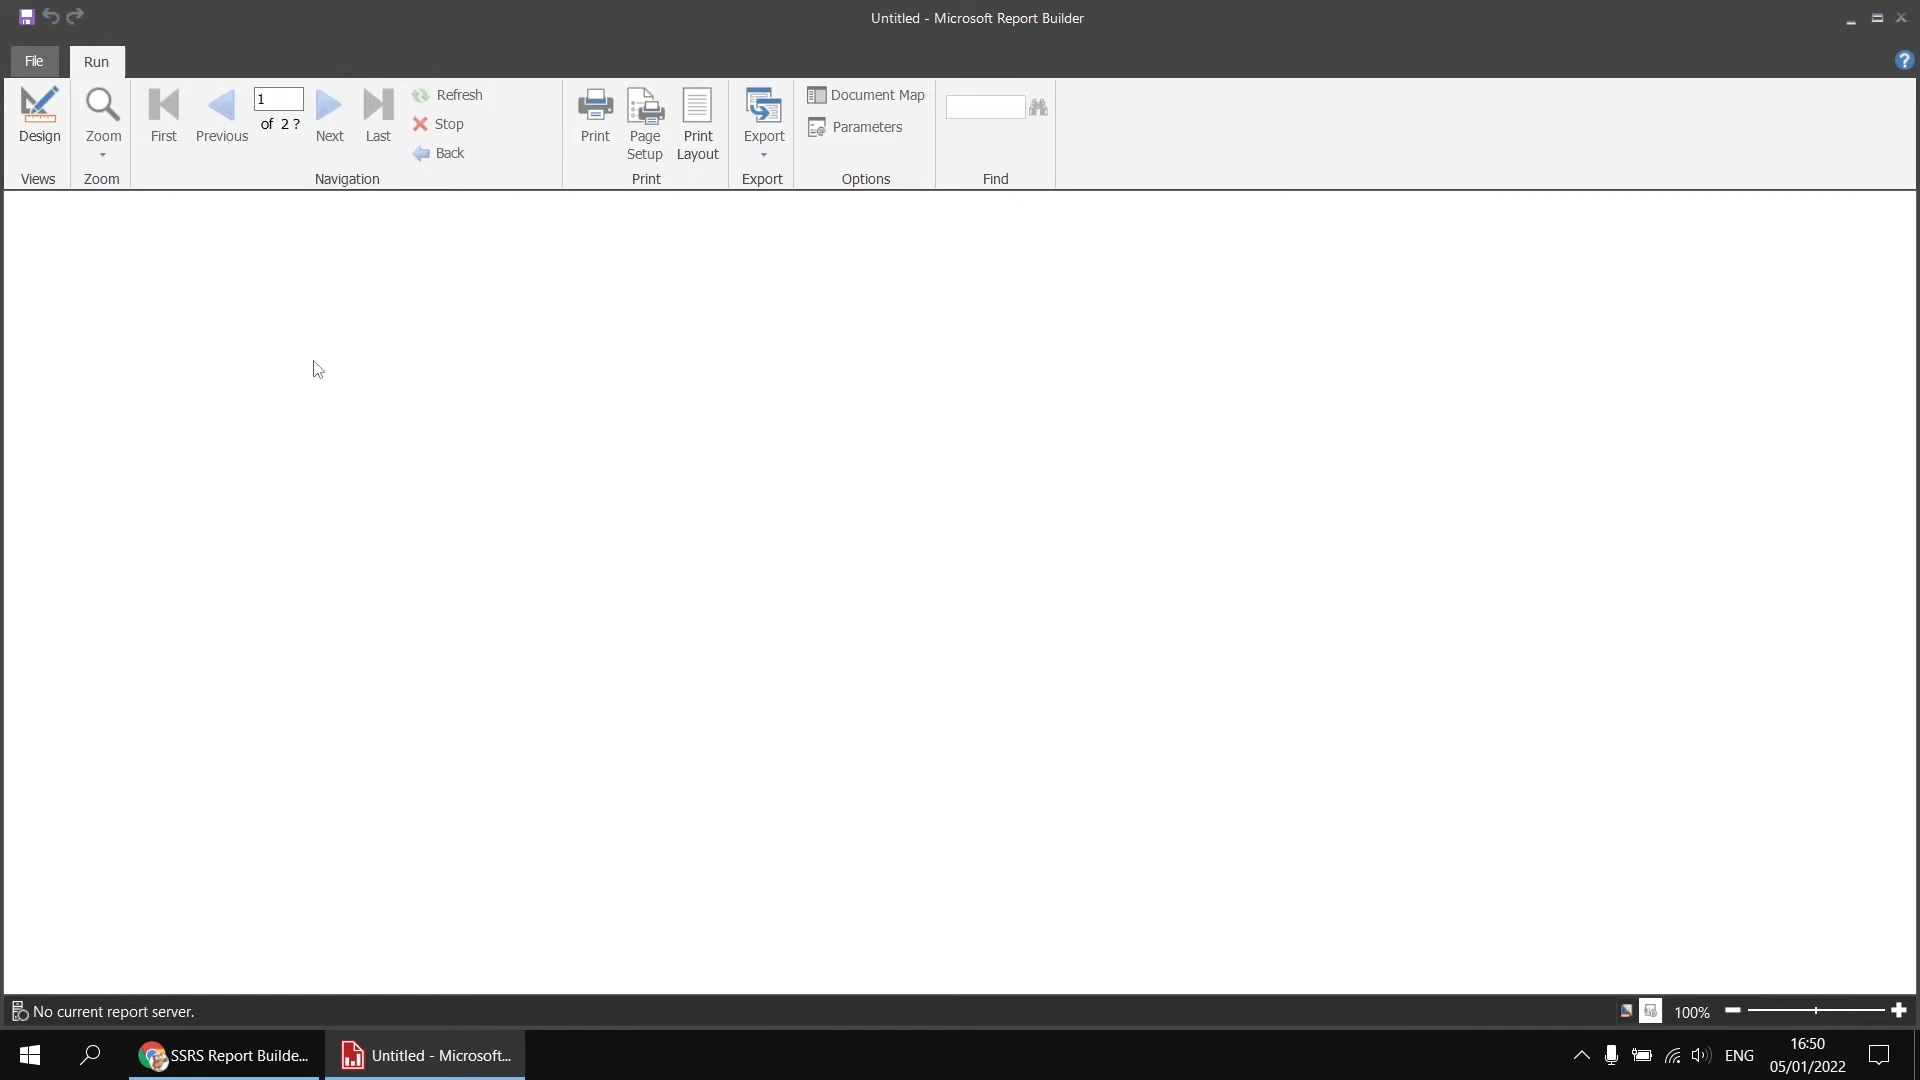 Untitled - Microsoft Report Builder
File
Run
Design
Zoom
First
Previous
1
of 2 ?
Next
Last
Refresh
Stop
Back
Print
Page Setup
Print Layout
Export
Document Map
Parameters
Views
Zoom
Navigation
Print
Export
Options
Find
No current report server.
100%
SSRS Report Builde...
Untitled - Microsoft...
ENG
16:50
05/01/2022